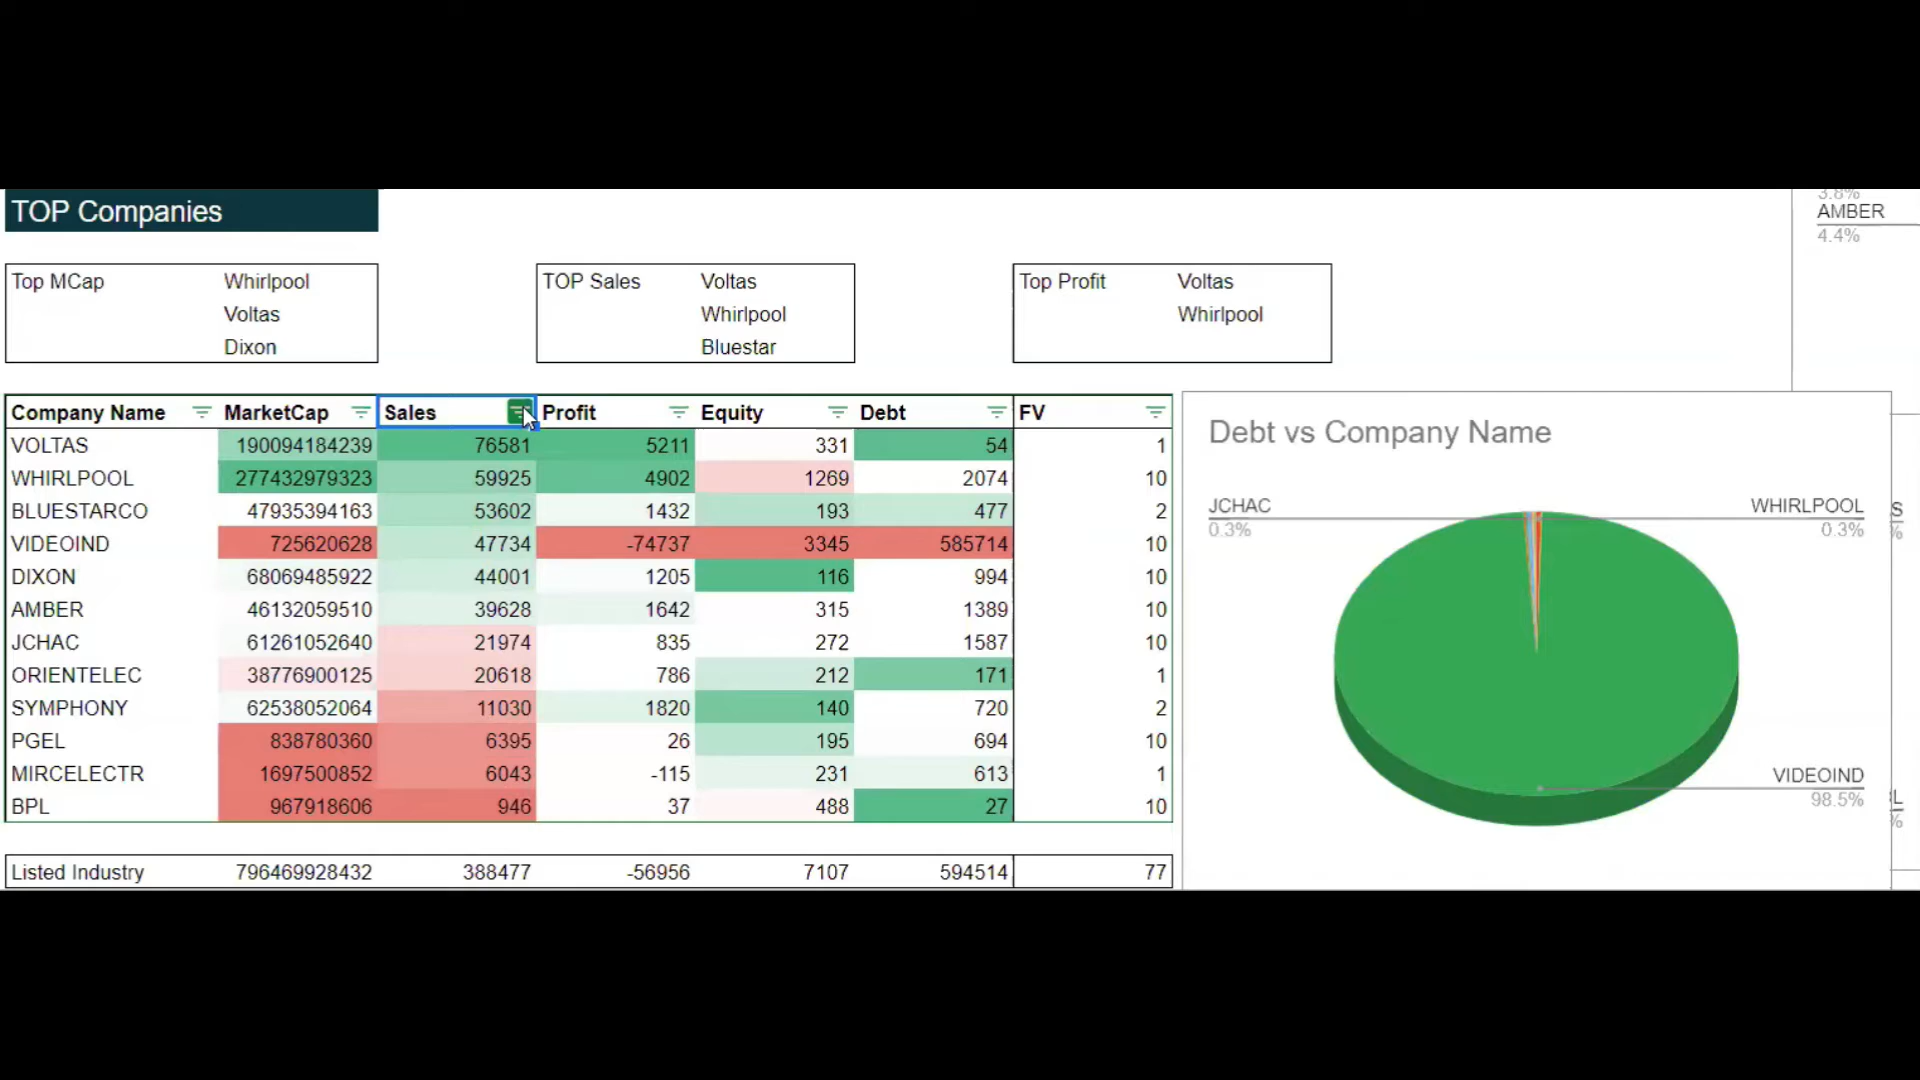 TOP Companies
Top MCap Whirlpool
Voltas
Dixon
TOP Sales Voltas
Whirlpool
Bluestar
Top Profit Voltas
Whirlpool
3.8%
AMBER
4.4%
Company Name MarketCap Sales Profit Equity Debt FV
VOLTAS 190094184239 76581 5211 331 54 1
WHIRLPOOL 277432979323 59925 4902 1269 2074 10
BLUESTARCO 47935394163 53602 1432 193 477 2
VIDEOIND 725620628 47734 -74737 3345 585714 10
DIXON 68069485922 44001 1205 116 994 10
AMBER 46132059510 39628 1642 315 1389 10
JCHAC 61261052640 21974 835 272 1587 10
ORIENTELEC 38776900125 20618 786 212 171 1
SYMPHONY 62538052064 11030 1820 140 720 2
PGEL 838780360 6395 26 195 694 10
MIRCELECTR 1697500852 6043 -115 231 613 1
BPL 967918606 946 37 488 27 10
Listed Industry 796469928432 388477 -56956 7107 594514 77
Debt vs Company Name
JCHAC
0.3%
WHIRLPOOL
0.3%
VIDEOIND
98.5%